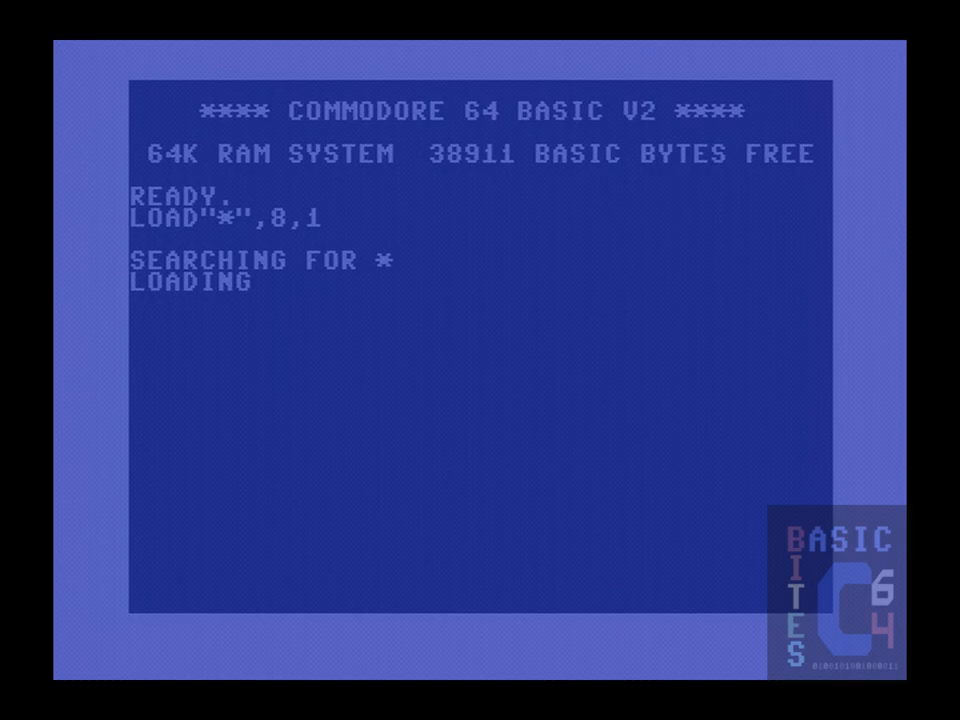 **** COMMODORE 64 BASIC V2 ****
64K RAM SYSTEM  38911 BASIC BYTES FREE
READY.
LOAD"*",8,1
SEARCHING FOR *
LOADING
BASIC
BITES
C64